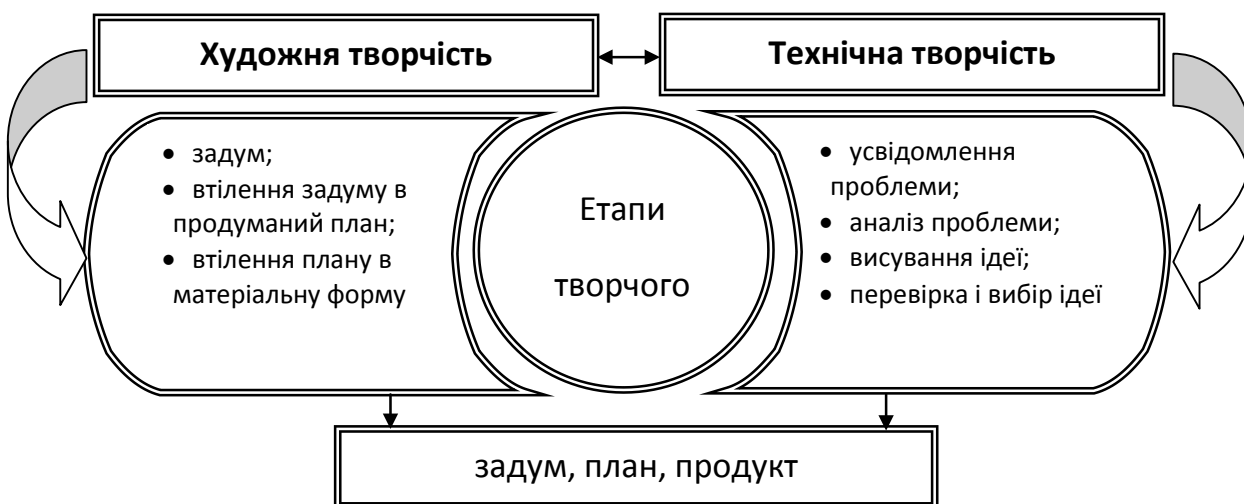 Художня творчість
Технічна творчість
• задум;
• втілення задуму в
продуманий план;
• втілення плану в
матеріальну форму
Етапи
творчого
• усвідомлення
проблеми;
• аналіз проблеми;
• висування ідеї;
• перевірка і вибір ідеї
задум, план, продукт